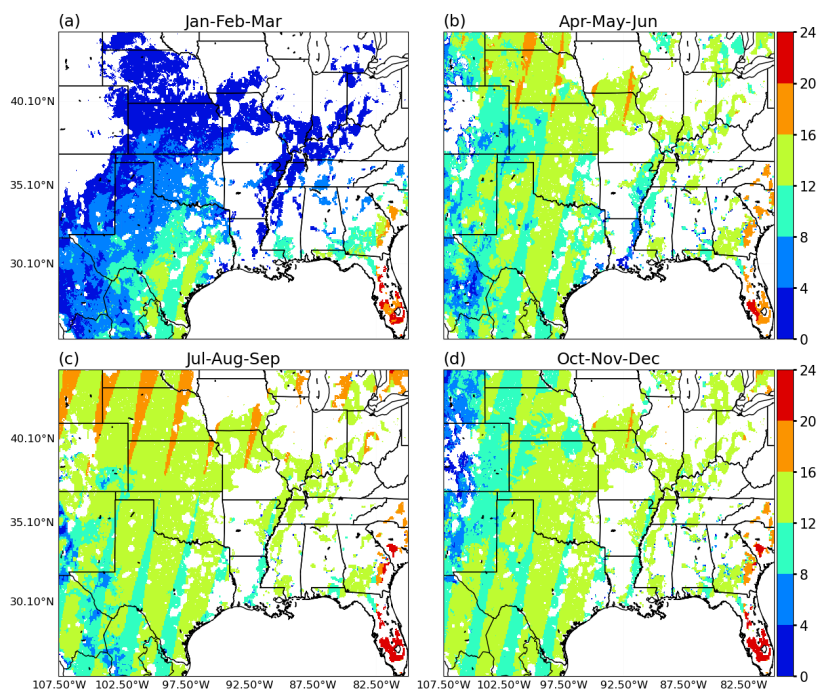 (a) Jan-Feb-Mar
(b) Apr-May-Jun
24
20
16
12
8
4
0
40.10°N
35.10°N
30.10°N
(c) Jul-Aug-Sep
(d) Oct-Nov-Dec
24
20
16
12
8
4
0
40.10°N
35.10°N
30.10°N
107.50°W 102.50°W 97.50°W 92.50°W 87.50°W 82.50°W
107.50°W 102.50°W 97.50°W 92.50°W 87.50°W 82.50°W